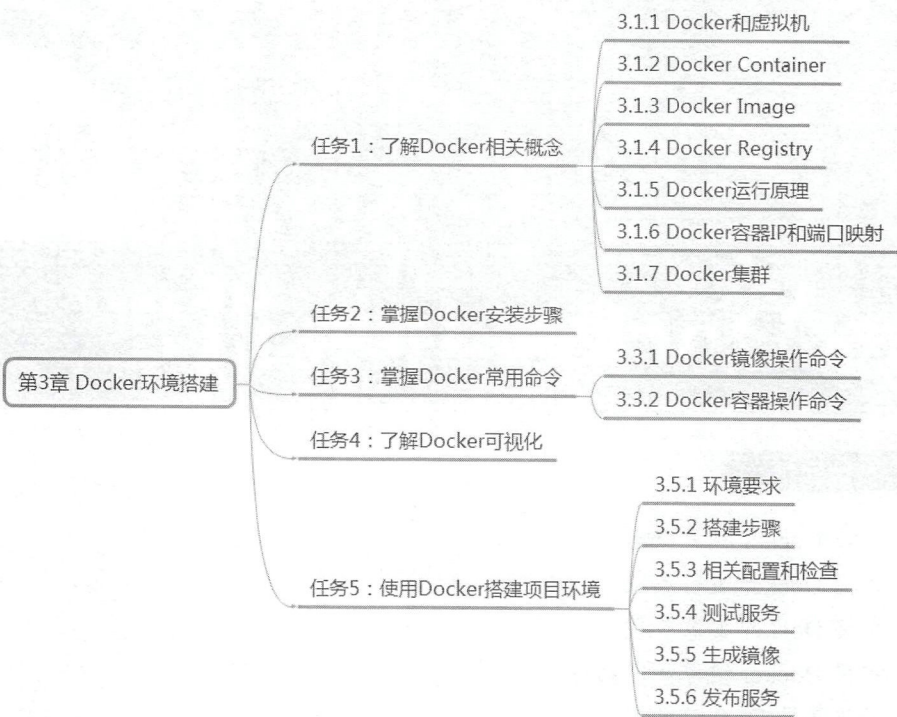 第3章 Docker环境搭建
任务1：了解Docker相关概念
3.1.1 Docker和虚拟机
3.1.2 Docker Container
3.1.3 Docker Image
3.1.4 Docker Registry
3.1.5 Docker运行原理
3.1.6 Docker容器IP和端口映射
3.1.7 Docker集群
任务2：掌握Docker安装步骤
任务3：掌握Docker常用命令
3.3.1 Docker镜像操作命令
3.3.2 Docker容器操作命令
任务4：了解Docker可视化
任务5：使用Docker搭建项目环境
3.5.1 环境要求
3.5.2 搭建步骤
3.5.3 相关配置和检查
3.5.4 测试服务
3.5.5 生成镜像
3.5.6 发布服务